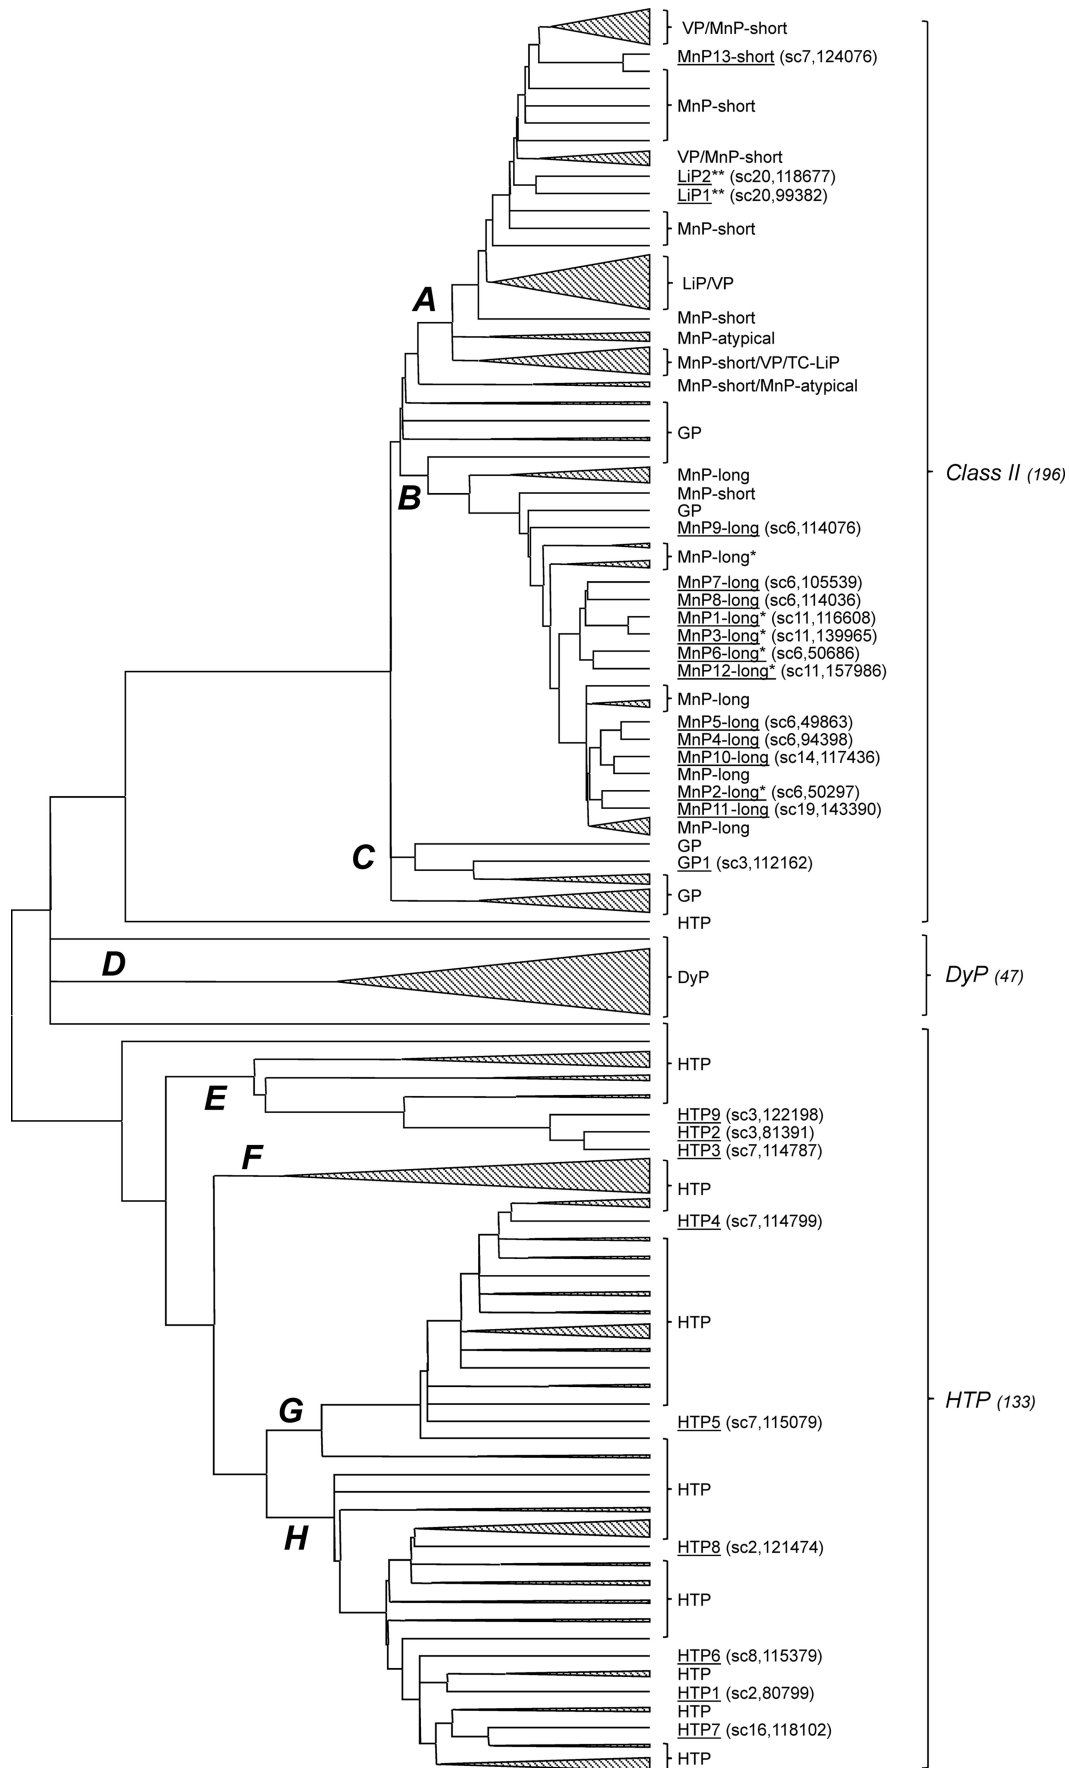 VP/MnP-short
MnP13-short (sc7,124076)
MnP-short
VP/MnP-short
LiP2** (sc20,118677)
LiP1** (sc20,99382)
MnP-short
LiP/VP
A
MnP-short
MnP-atypical
MnP-short/VP/TC-LiP
MnP-short/MnP-atypical
GP
Class II (196)
MnP-long
B
MnP-short
GP
MnP9-long (sc6,114076)
MnP-long*
MnP7-long (sc6,105539)
MnP8-long (sc6,114036)
MnP1-long* (sc11,116608)
MnP3-long* (sc11,139965)
MnP6-long* (sc6,50686)
MnP12-long* (sc11,157986)
MnP-long
MnP5-long (sc6,49863)
MnP4-long (sc6,94398)
MnP10-long (sc14,117436)
MnP-long
MnP2-long* (sc6,50297)
MnP11-long (sc19,143390)
MnP-long
GP
C
GP1 (sc3,112162)
GP
HTP
D
DyP
DyP (47)
HTP
E
HTP9 (sc3,122198)
HTP2 (sc3,81391)
HTP3 (sc7,114787)
F
HTP
HTP4 (sc7,114799)
HTP
HTP (133)
G
HTP5 (sc7,115079)
HTP
H
HTP8 (sc2,121474)
HTP
HTP6 (sc8,115379)
HTP
HTP1 (sc2,80799)
HTP
HTP7 (sc16,118102)
HTP